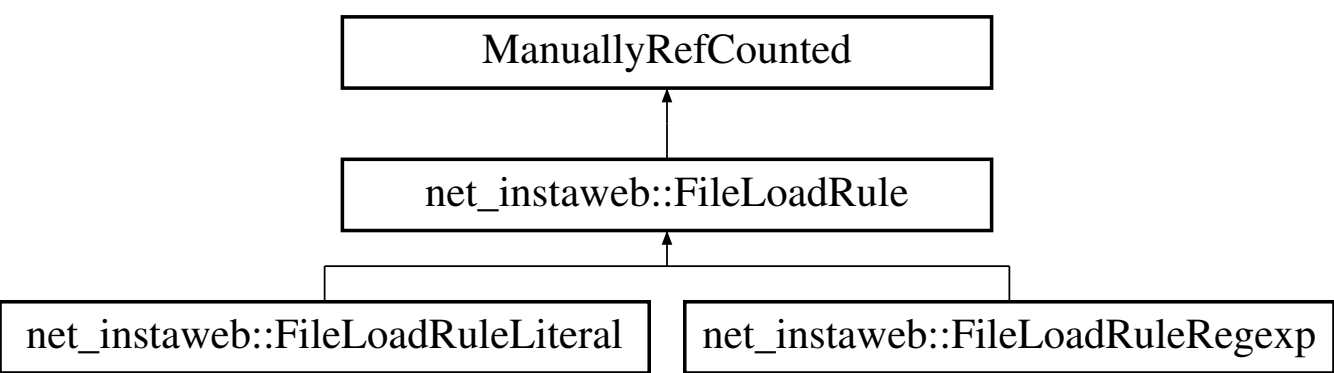 ManuallyRefCounted
net_instaweb::FileLoadRule
net_instaweb::FileLoadRuleLiteral
net_instaweb::FileLoadRuleRegexp